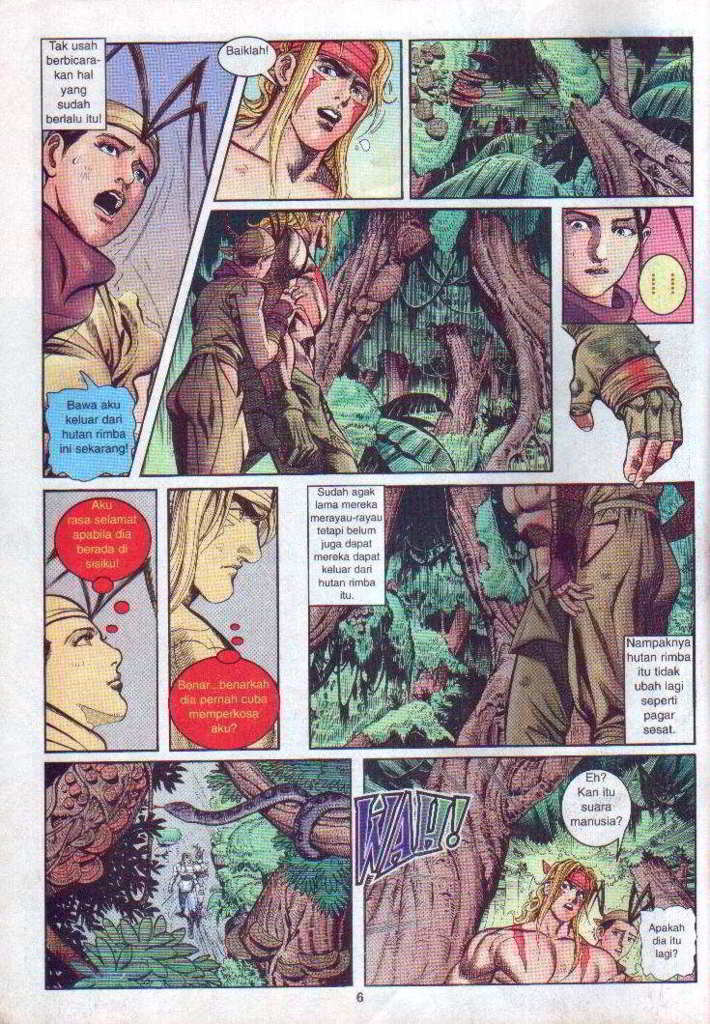 Tak usah
berbicara-
kan hal
yang
sudah
berlalu itu!
Baiklah!
Bawa aku
keluar dari
hutan rimba
ini sekarang!
!!
Aku
rasa selamat
apabila dia
berada di
sisiku!
Benar...benarkah
dia pernah cuba
memperkosa
aku?
Sudah agak
lama mereka
merayau-rayau
tetapi belum
juga dapat
mereka dapat
keluar dari
hutan rimba
itu.
Nampaknya
hutan rimba
itu tidak
ubah lagi
seperti
pagar
sesat.
WAH!
Eh?
Kan itu
suara
manusia?
Apakah
dia itu
lagi?
6